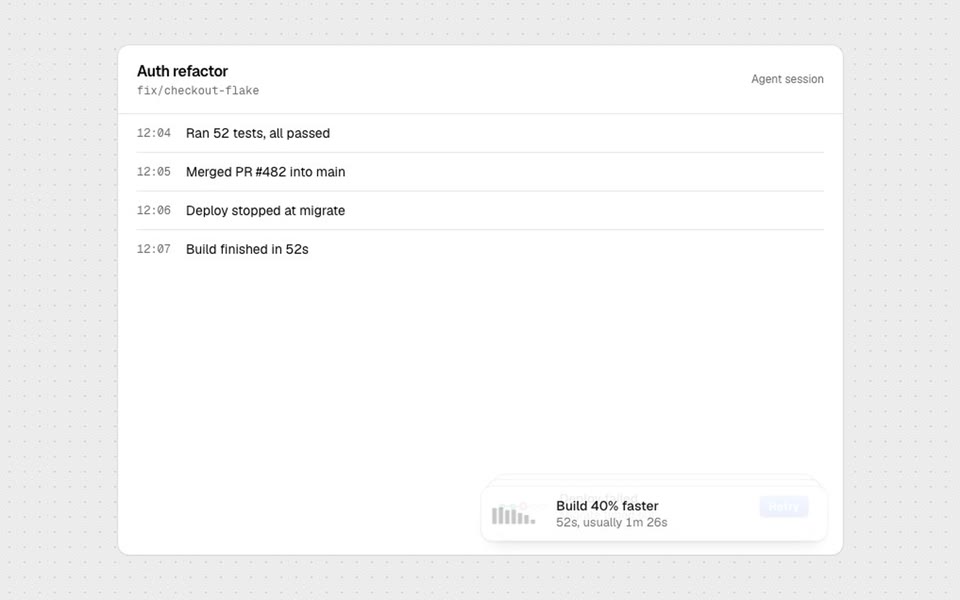 Auth refactor
fix/checkout-flake
Agent session
12:04 Ran 52 tests, all passed
12:05 Merged PR #482 into main
12:06 Deploy stopped at migrate
12:07 Build finished in 52s
Build 40% faster
52s, usually 1m 26s
Retry